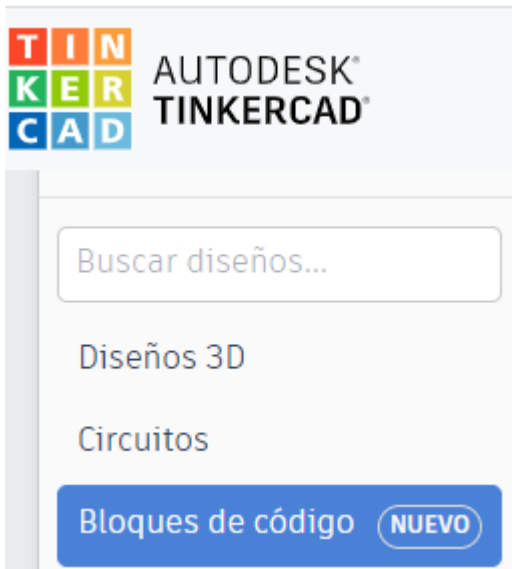 TIN
KER
CAD
AUTODESK®
TINKERCAD®
Buscar diseños...
Diseños 3D
Circuitos
Bloques de código NUEVO